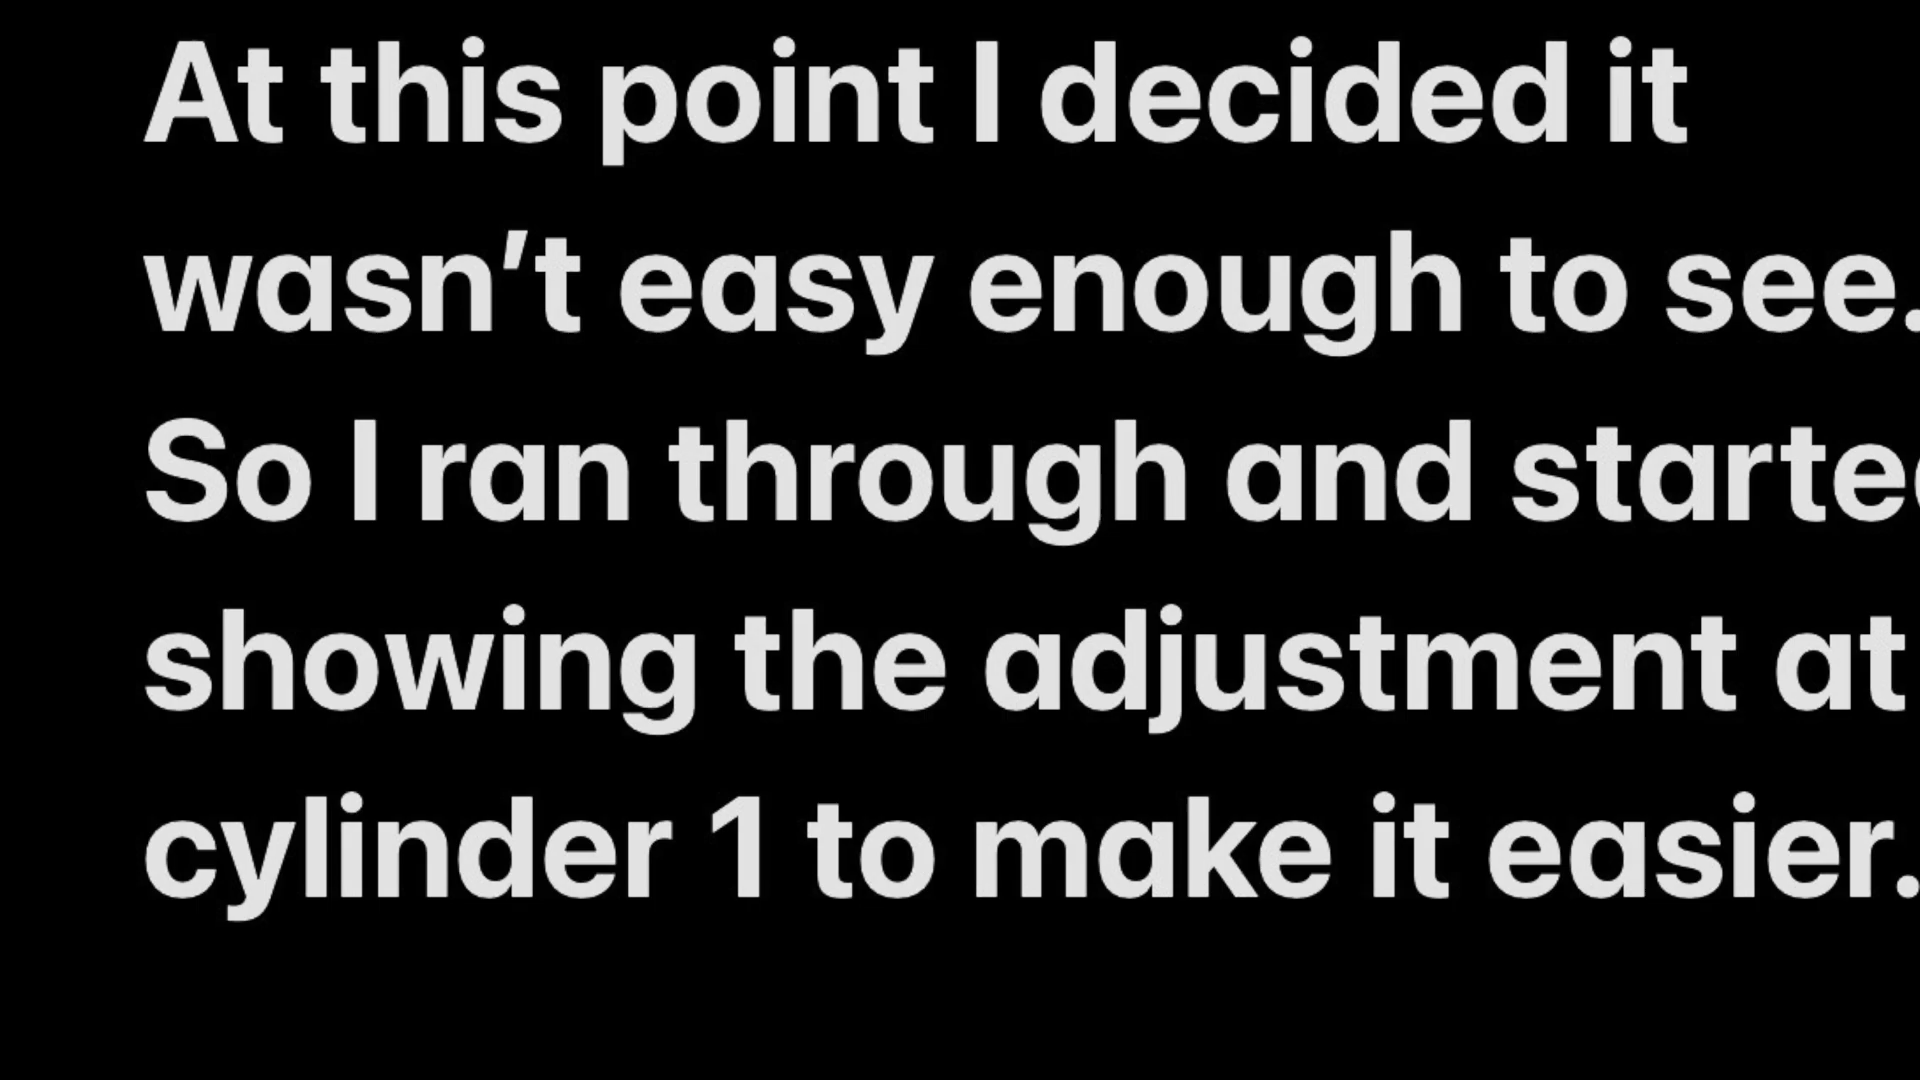 At this point I decided it
wasn’t easy enough to see.
So I ran through and started
showing the adjustment at
cylinder 1 to make it easier.